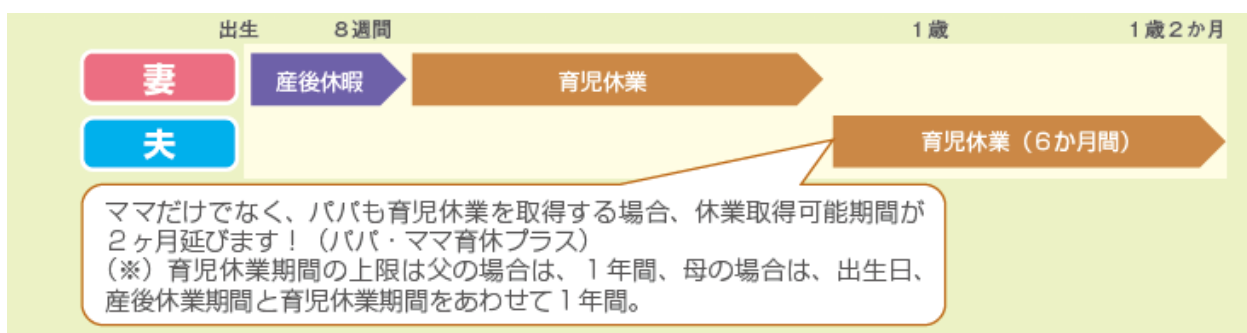 出生 8週間 1歳 1歳2か月
妻 産後休暇 育児休業
夫 育児休業（6か月間）
ママだけでなく、パパも育児休業を取得する場合、休業取得可能期間が
２ヶ月延びます！（パパ・ママ育休プラス）
（※）育児休業期間の上限は父の場合は、１年間、母の場合は、出生日、
産後休業期間と育児休業期間をあわせて１年間。